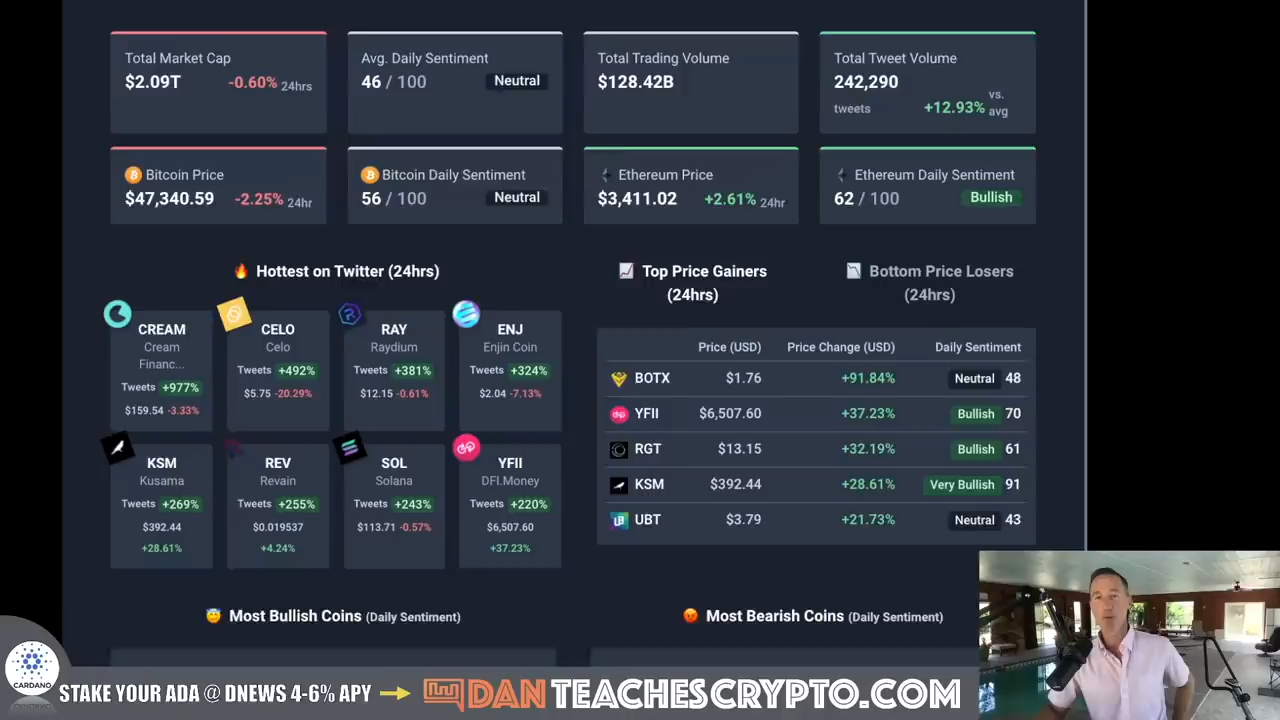 Total Market Cap
$2.09T -0.60% 24hrs
Avg. Daily Sentiment
46 / 100 Neutral
Total Trading Volume
$128.42B
Total Tweet Volume
242,290
tweets +12.93% vs. avg
Bitcoin Price
$47,340.59 -2.25% 24hr
Bitcoin Daily Sentiment
56 / 100 Neutral
Ethereum Price
$3,411.02 +2.61% 24hr
Ethereum Daily Sentiment
62 / 100 Bullish
Hottest on Twitter (24hrs)
CREAM
Cream
Financ...
Tweets +977%
$159.54 -3.33%
CELO
Celo
Tweets +492%
$5.75 -20.29%
RAY
Raydium
Tweets +381%
$12.15 -0.61%
ENJ
Enjin Coin
Tweets +324%
$2.04 -7.13%
KSM
Kusama
Tweets +269%
$392.44
+28.61%
REV
Revain
Tweets +255%
$0.019537
+4.24%
SOL
Solana
Tweets +243%
$113.71 -0.57%
YFII
DFI.Money
Tweets +220%
$6,507.60
+37.23%
Top Price Gainers
(24hrs)
Bottom Price Losers
(24hrs)
Price (USD) Price Change (USD) Daily Sentiment
BOTX $1.76 +91.84% Neutral 48
YFII $6,507.60 +37.23% Bullish 70
RGT $13.15 +32.19% Bullish 61
KSM $392.44 +28.61% Very Bullish 91
UBT $3.79 +21.73% Neutral 43
Most Bullish Coins (Daily Sentiment)
Most Bearish Coins (Daily Sentiment)
CARDANO
STAKE YOUR ADA @ DNEWS 4-6% APY
DANTEACHESCRYPTO.COM